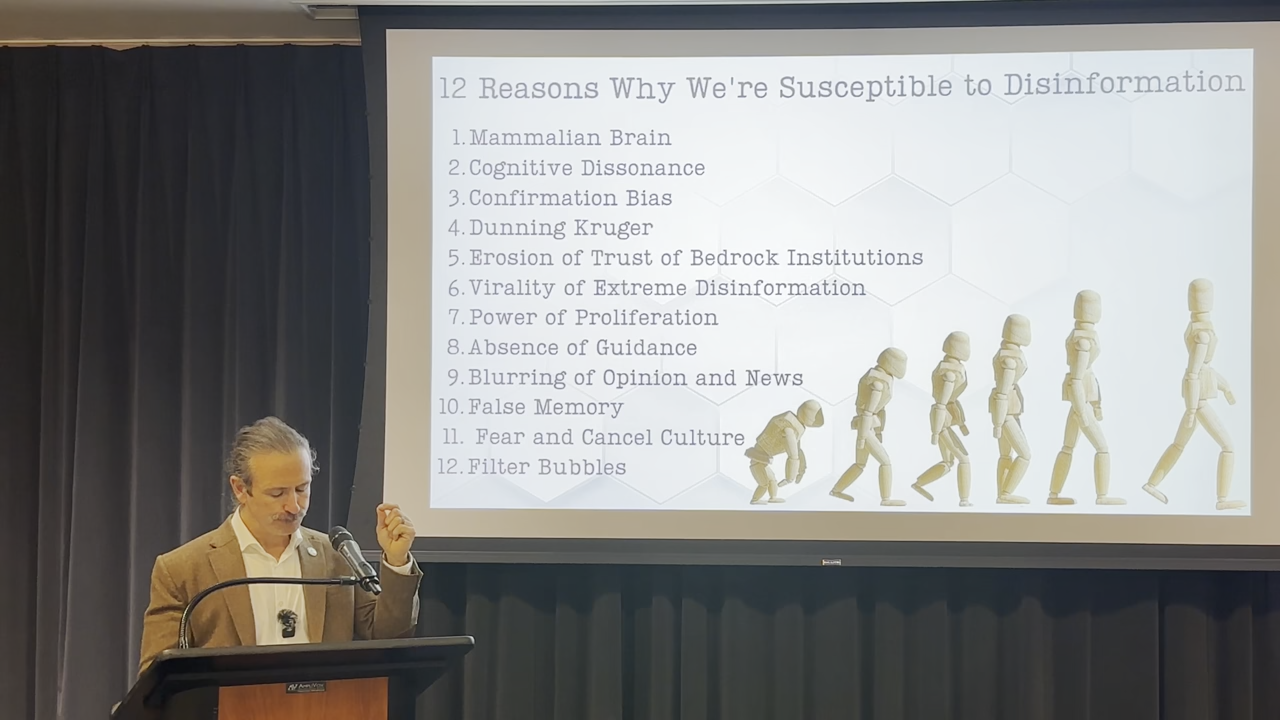 12 Reasons Why We're Susceptible to Disinformation
1. Mammalian Brain
2. Cognitive Dissonance
3. Confirmation Bias
4. Dunning Kruger
5. Erosion of Trust of Bedrock Institutions
6. Virality of Extreme Disinformation
7. Power of Proliferation
8. Absence of Guidance
9. Blurring of Opinion and News
10. False Memory
11. Fear and Cancel Culture
12. Filter Bubbles